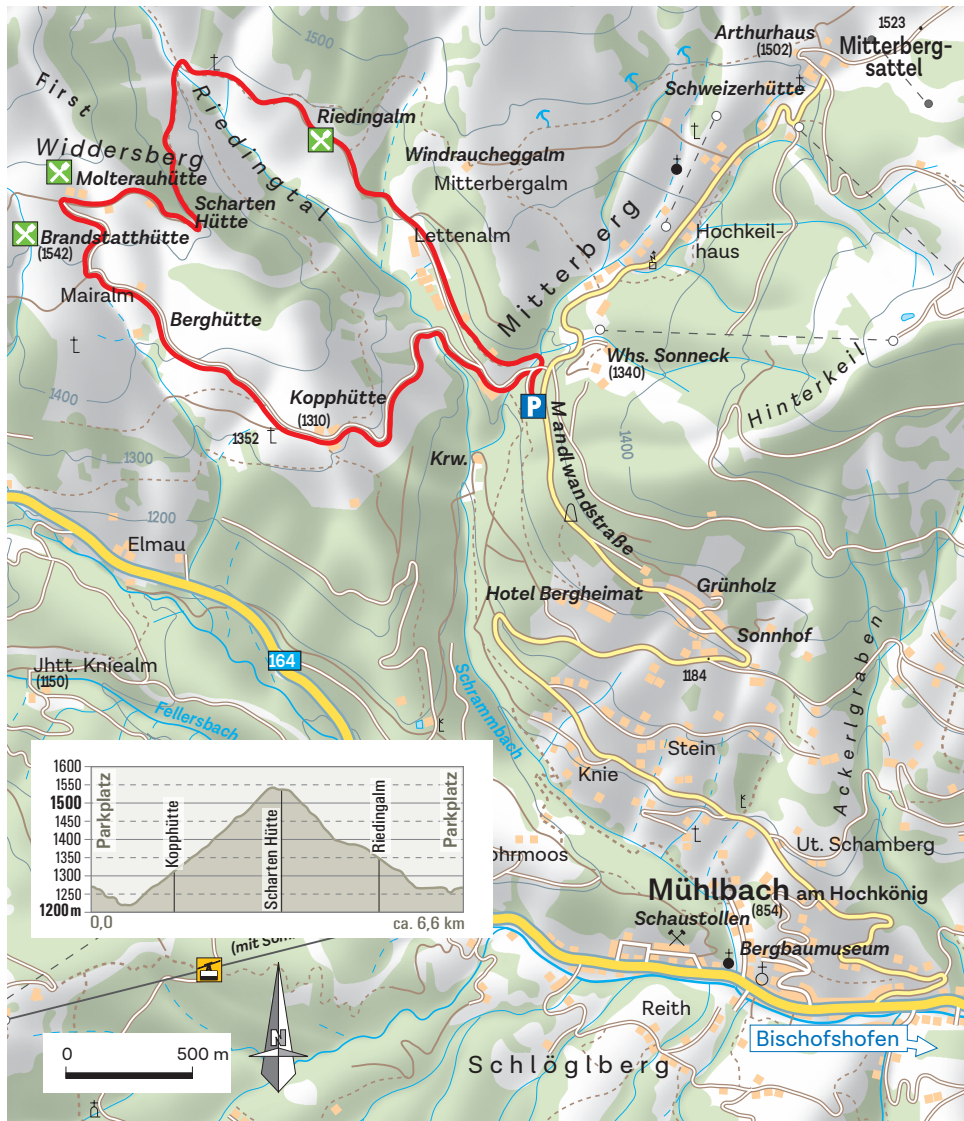 1523
Arthurhaus
(1502)
Mitterberg-
sattel
1500
First
Schweizerhütte
Riedingalm
Riedingtal
Windraucheggalm
Widdersberg
Mitterbergalm
Molterauhütte
Scharten
Hütte
Mitterberg
Lettenalm
Hochkeil-
haus
Brandstatthütte
(1542)
Mairalm
Berghütte
Whs. Sonneck
(1340)
Hinterkeil
Kopphütte
(1310)
1400
P
Mandlwandstraße
1352
1400
1300
Krw.
1200
Elmau
Hotel Bergheimat
Grünholz
Sonnhof
164
Jhtt. Kniealm
(1150)
1184
Schrammbach
Fellersbach
Ackerlgraben
Stein
Knie
1600
1550
1500
1450
1400
1350
1300
1250
1200 m
Parkplatz
Kopphütte
Scharten Hütte
Riedingalm
Parkplatz
0,0
ca. 6,6 km
Ut. Schamberg
Mühlbach am Hochkönig
(854)
Schaustollen
Bergbaumuseum
N
Reith
Bischofshofen
0
500 m
Schlöglberg